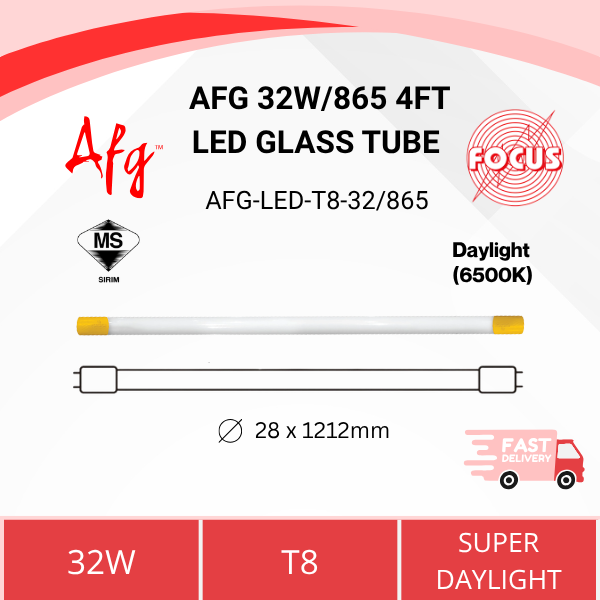 AFG 32W/865 4FT
LED GLASS TUBE
Afg™
FOCUS
AFG-LED-T8-32/865
MS
SIRIM
Daylight
(6500K)
28 x 1212mm
FAST
DELIVERY
32W
T8
SUPER
DAYLIGHT